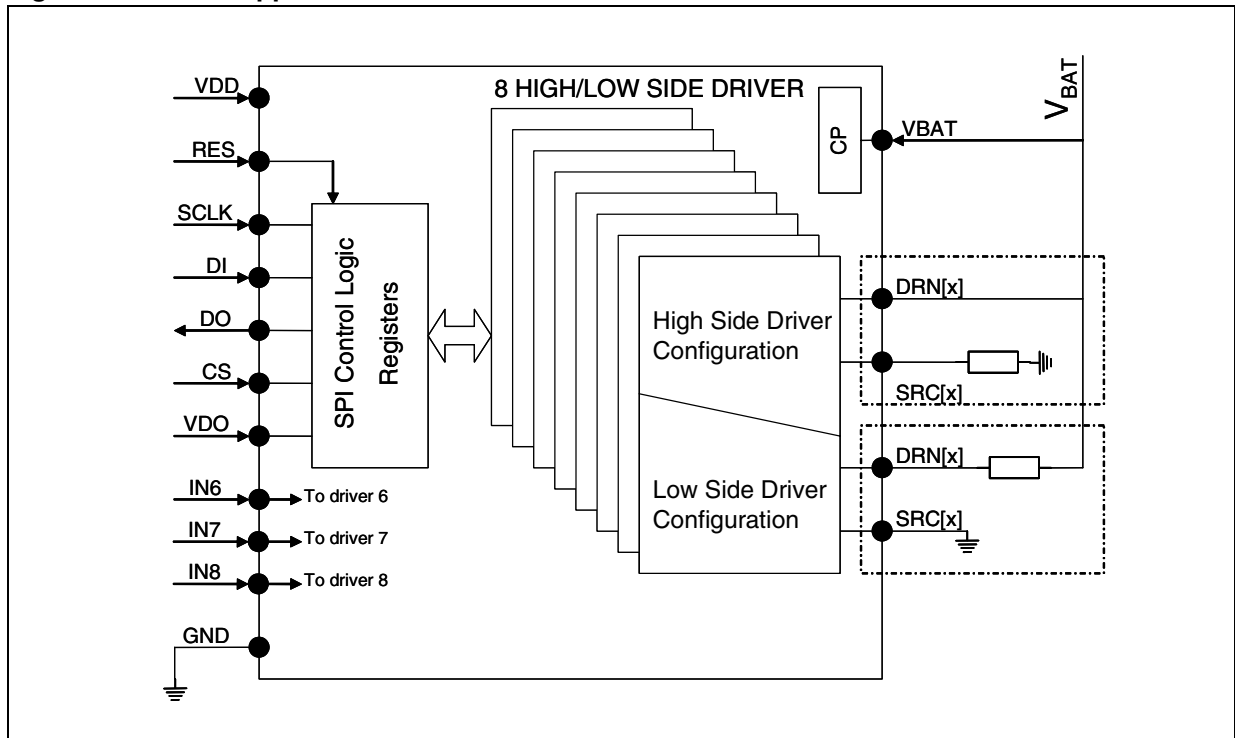 VDD
RES
SCLK
DI
DO
CS
VDO
IN6
IN7
IN8
GND
To driver 6
To driver 7
To driver 8
SPI Control Logic
Registers
8 HIGH/LOW SIDE DRIVER
CP
VBAT
VBAT
High Side Driver
Configuration
Low Side Driver
Configuration
DRN[x]
SRC[x]
DRN[x]
SRC[x]